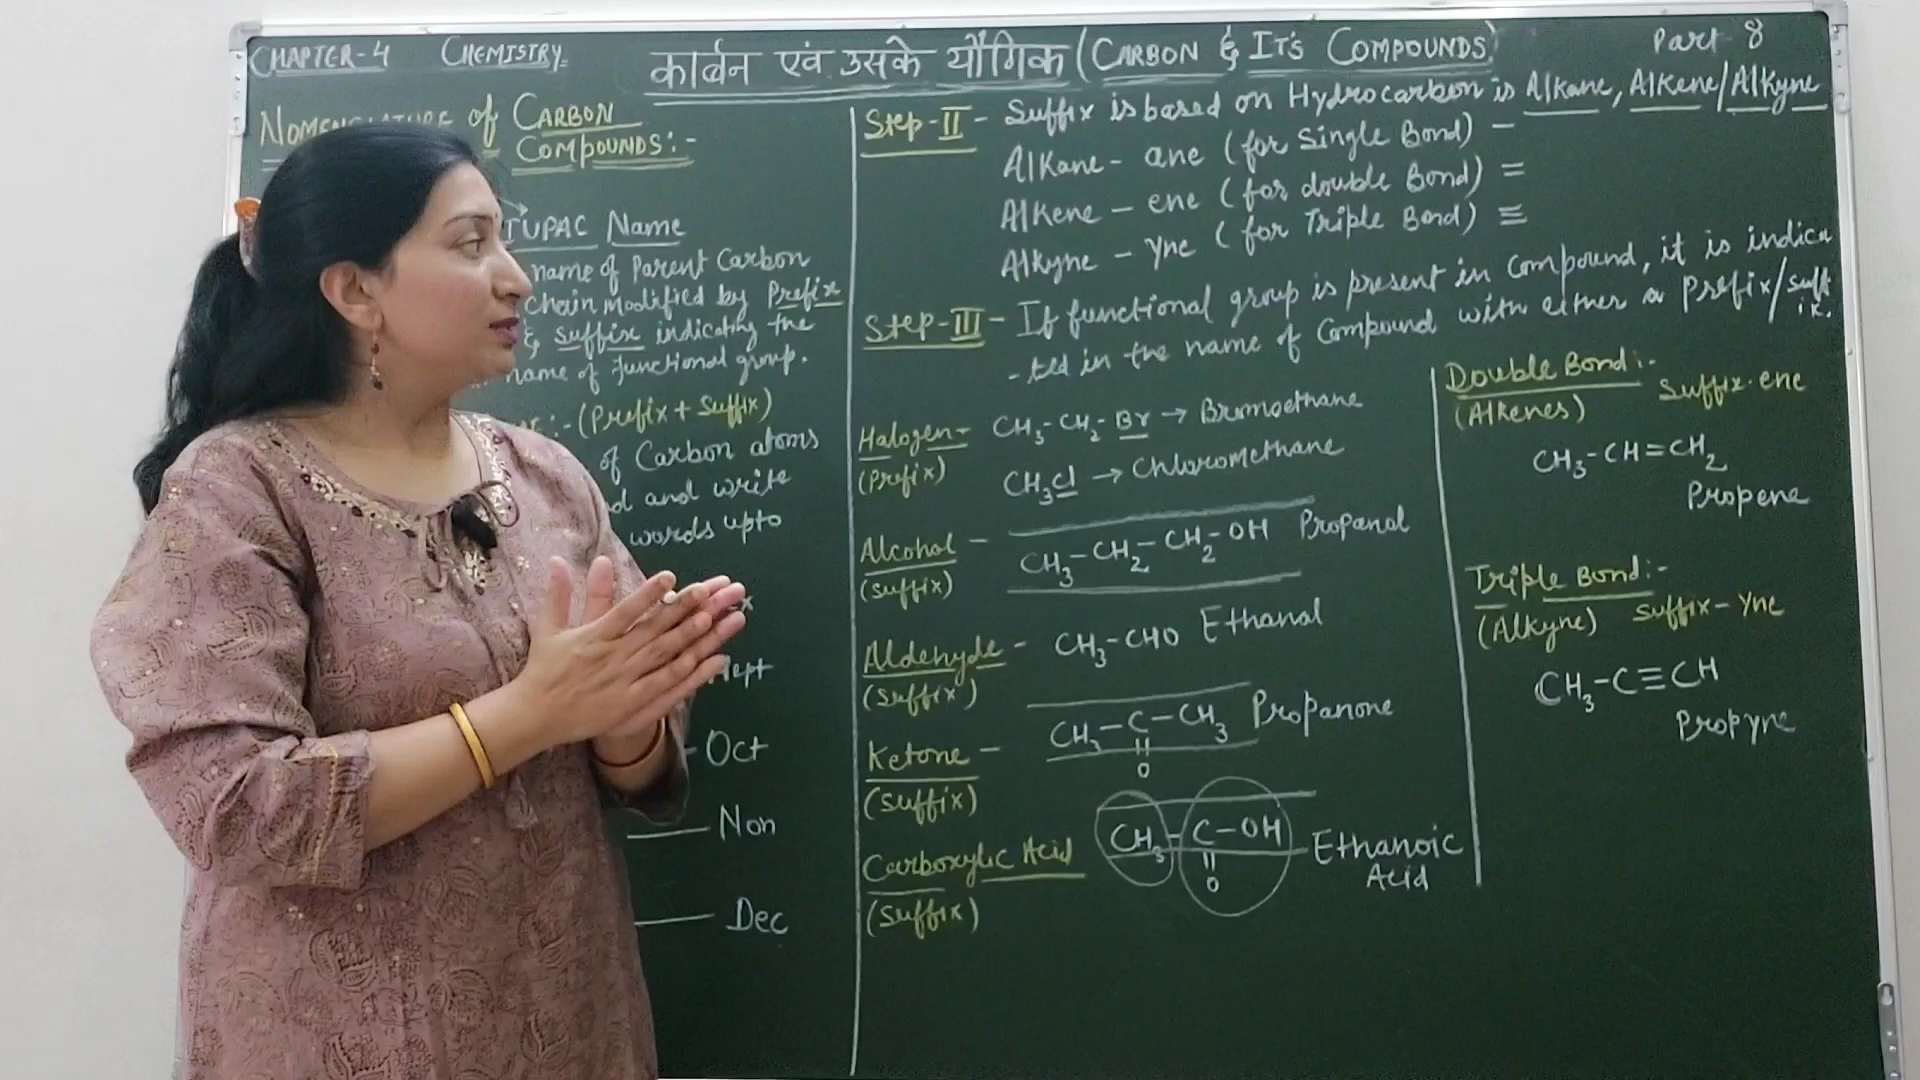 CHAPTER-4 CHEMISTRY
कार्बन एवं उसके यौगिक (CARBON & IT'S COMPOUNDS)
Part 8
NOMENCLATURE of CARBON
COMPOUNDS:-
IUPAC Name
name of Parent Carbon
chain modified by Prefix
& suffix indicating the
name of functional group.
:- (Prefix + Suffix)
of Carbon atoms
and write
words upto
Hept
Oct
Non
Dec
Step-II - Suffix is based on Hydrocarbon is Alkane, Alkene/Alkyne
Alkane - ane (for Single Bond) —
Alkene — ene (for double Bond) =
Alkyne — Yne (for Triple Bond) ≡
Step-III - If functional group is present in compound, it is indica
-ted in the name of Compound with either a Prefix/suff
ix.
Halogen- CH₃-CH₂-Br → Bromoethane
(Prefix) CH₃Cl → Chloromethane
Alcohol - CH₃-CH₂-CH₂-OH Propanol
(suffix)
Aldehyde - CH₃-CHO Ethanal
(suffix)
Ketone - CH₃-C-CH₃ Propanone
(suffix) || O
Carboxylic Acid CH₃-C-OH Ethanoic
|| O Acid
(suffix)
Double Bond:-
(Alkenes) Suffix-ene
CH₃-CH=CH₂
Propene
Triple Bond:-
(Alkyne) suffix-Yne
CH₃-C≡CH
Propyne